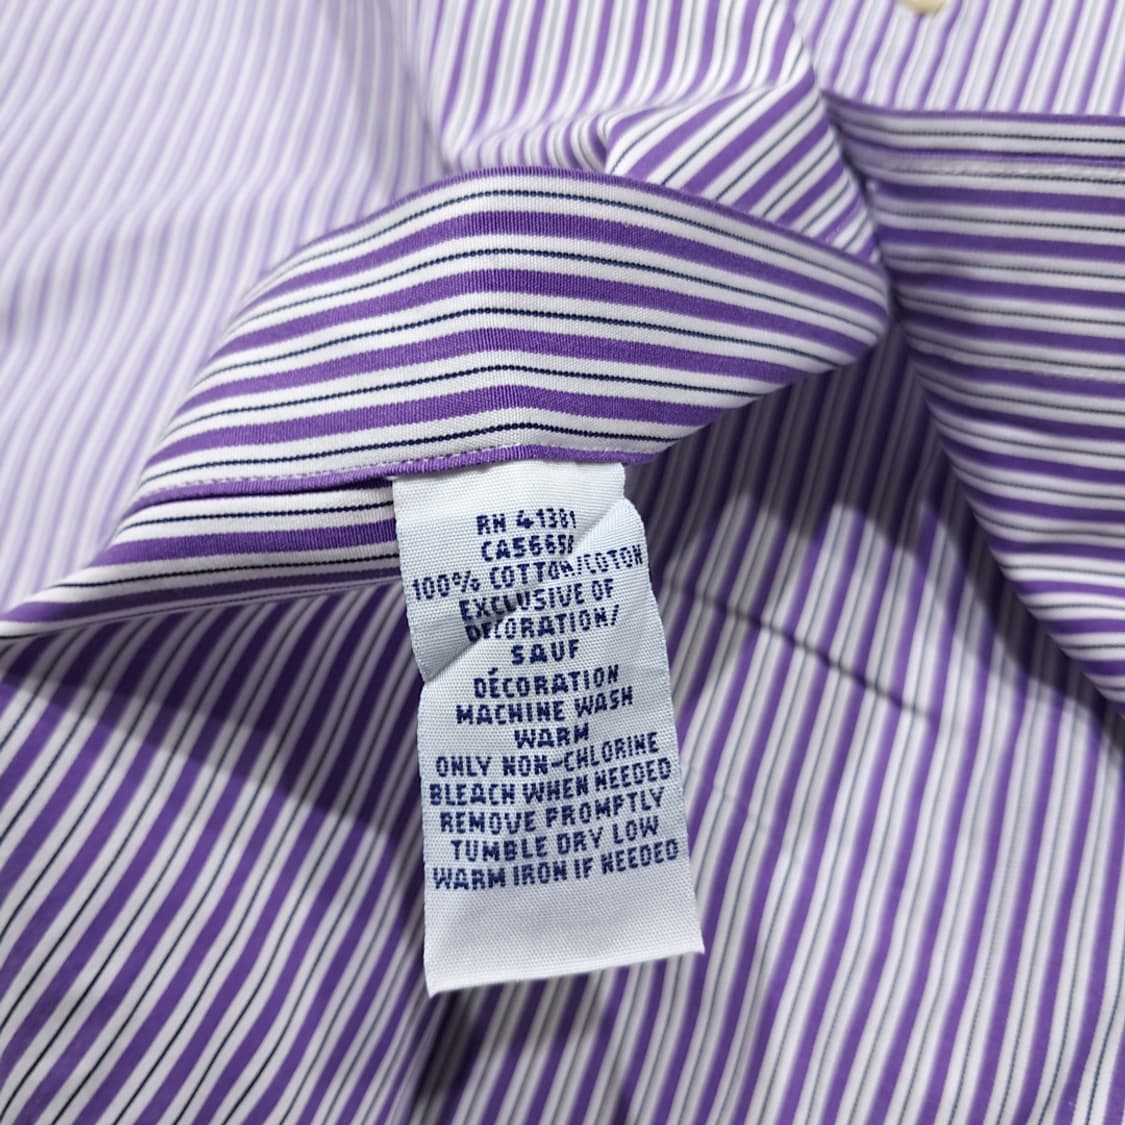 RN 41381
CA56658
100% COTTON/COTON
EXCLUSIVE OF
DECORATION/
SAUF
DÉCORATION
MACHINE WASH
WARM
ONLY NON-CHLORINE
BLEACH WHEN NEEDED
REMOVE PROMPTLY
TUMBLE DRY LOW
WARM IRON IF NEEDED